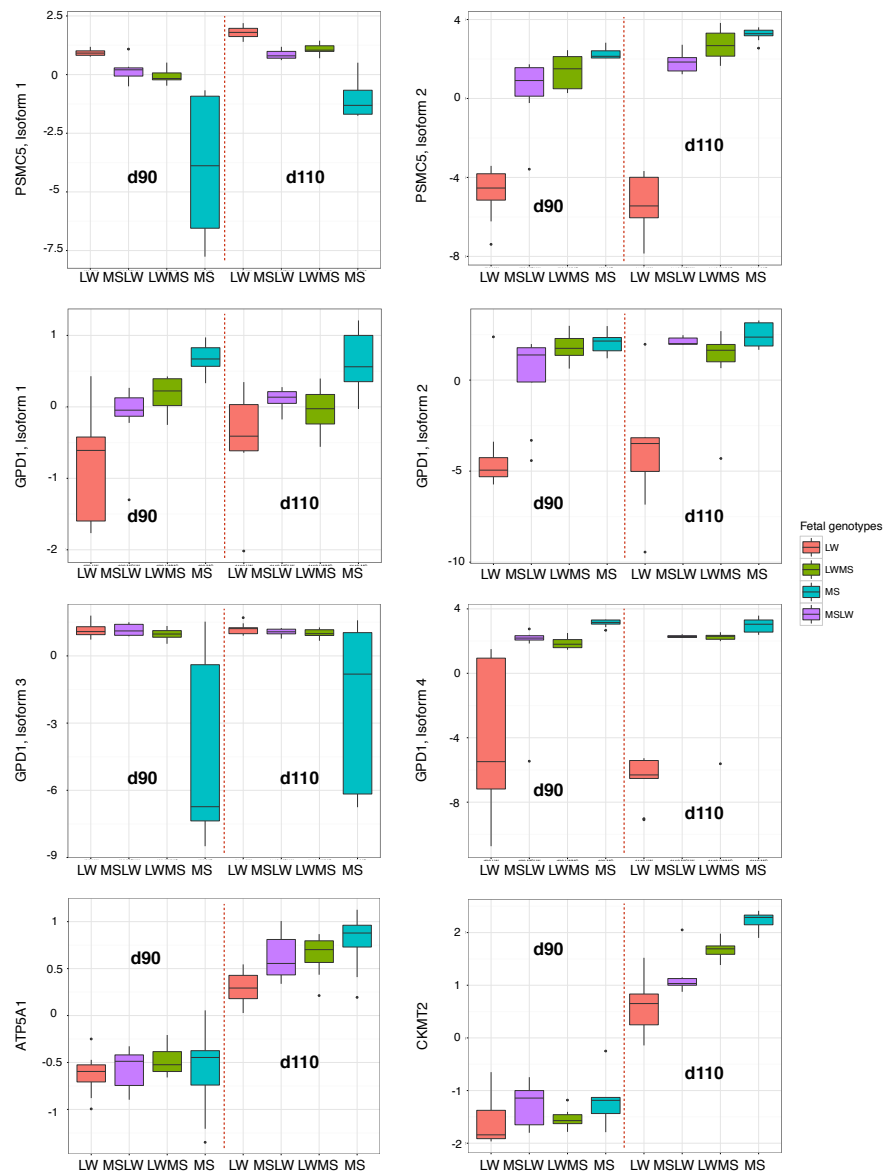 PSMC5, Isoform 1
2.5
0
-2.5
-5.0
-7.5
d90
d110
LW MSLW LWMS MS LW MSLW LWMS MS
PSMC5, Isoform 2
4
2
-4
-8
d90
d110
LW MSLW LWMS MS LW MSLW LWMS MS
GPD1, Isoform 1
1
0
-1
-2
d90
d110
LW MSLW LWMS MS LW MSLW LWMS MS
GPD1, Isoform 2
0
-5
-10
d90
d110
LW MSLW LWMS MS LW MSLW LWMS MS
Fetal genotypes
LW
LWMS
MS
MSLW
GPD1, Isoform 3
1
-3
-6
-9
d90
d110
LW MSLW LWMS MS LW MSLW LWMS MS
GPD1, Isoform 4
4
2
-4
-8
d90
d110
LW MSLW LWMS MS LW MSLW LWMS MS
ATP5A1
1
0.5
0
-0.5
-1
d90
d110
LW MSLW LWMS MS LW MSLW LWMS MS
CKMT2
2
1
0
-1
-2
d90
d110
LW MSLW LWMS MS LW MSLW LWMS MS